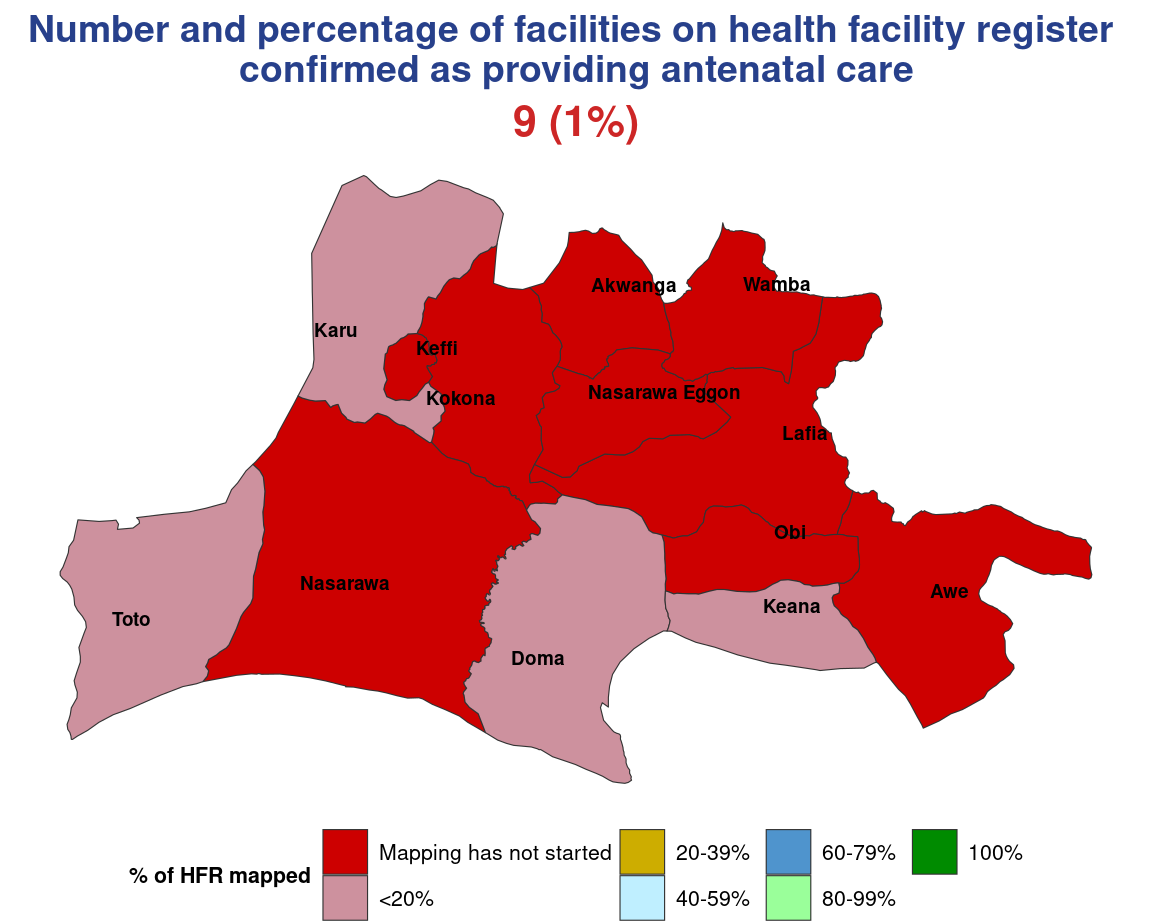 Number and percentage of facilities on health facility register
confirmed as providing antenatal care
9 (1%)
Akwanga
Wamba
Karu
Keffi
Nasarawa Eggon
Kokona
Lafia
Obi
Nasarawa
Awe
Keana
Toto
Doma
% of HFR mapped
Mapping has not started
<20%
20-39%
40-59%
60-79%
80-99%
100%